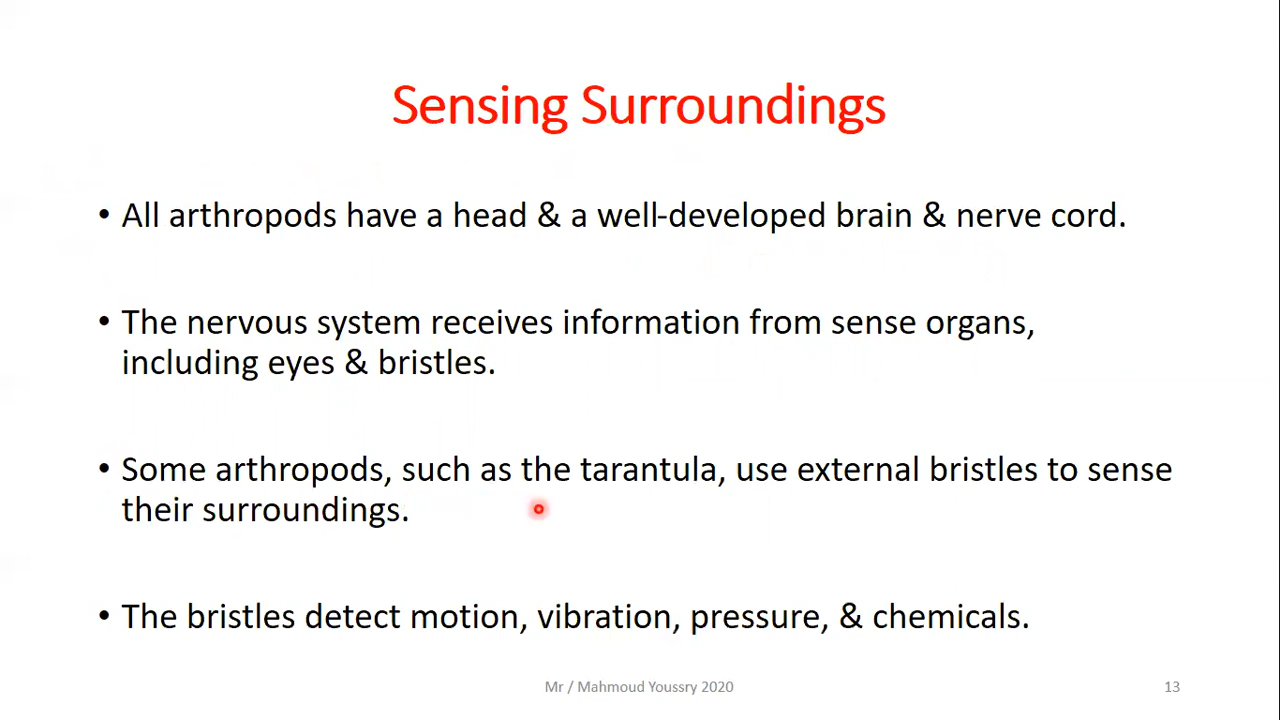 Sensing Surroundings
• All arthropods have a head & a well-developed brain & nerve cord.
• The nervous system receives information from sense organs,
including eyes & bristles.
• Some arthropods, such as the tarantula, use external bristles to sense
their surroundings.
• The bristles detect motion, vibration, pressure, & chemicals.
Mr / Mahmoud Youssry 2020
13